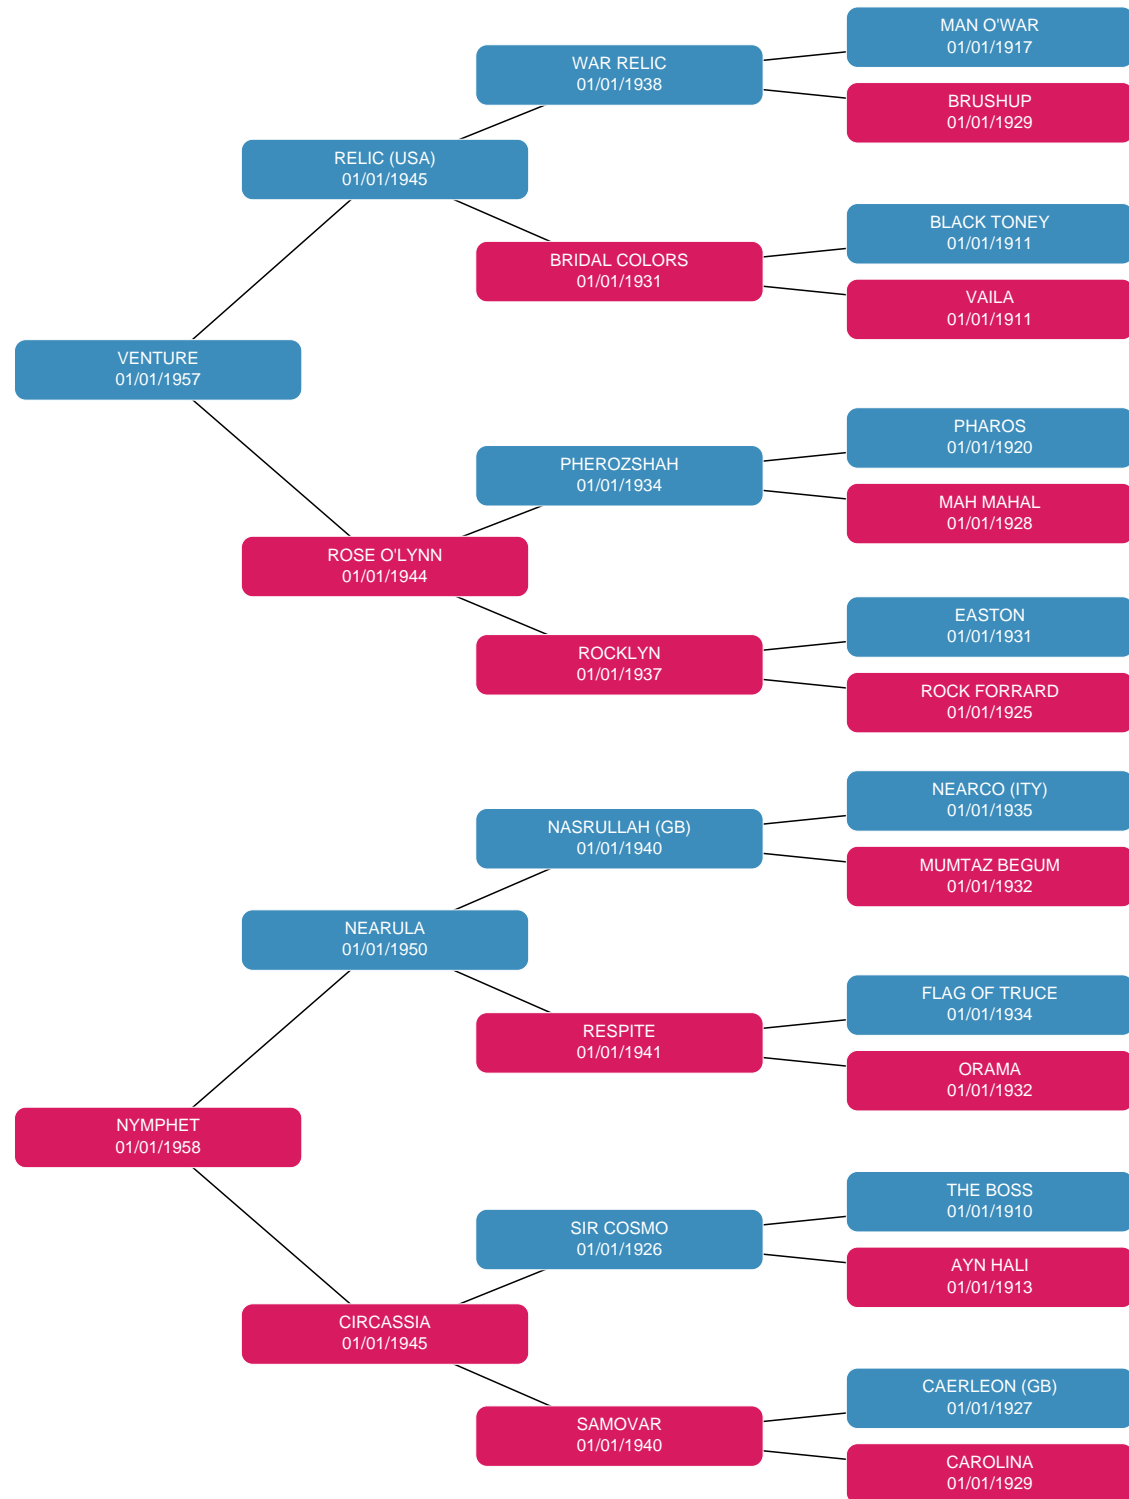 MAN O'WAR
01/01/1917
WAR RELIC
01/01/1938
BRUSHUP
01/01/1929
RELIC (USA)
01/01/1945
BLACK TONEY
01/01/1911
BRIDAL COLORS
01/01/1931
VAILA
01/01/1911
VENTURE
01/01/1957
PHAROS
01/01/1920
PHEROZSHAH
01/01/1934
MAH MAHAL
01/01/1928
ROSE O'LYNN
01/01/1944
EASTON
01/01/1931
ROCKLYN
01/01/1937
ROCK FORRARD
01/01/1925
NEARCO (ITY)
01/01/1935
NASRULLAH (GB)
01/01/1940
MUMTAZ BEGUM
01/01/1932
NEARULA
01/01/1950
FLAG OF TRUCE
01/01/1934
RESPITE
01/01/1941
ORAMA
01/01/1932
NYMPHET
01/01/1958
THE BOSS
01/01/1910
SIR COSMO
01/01/1926
AYN HALI
01/01/1913
CIRCASSIA
01/01/1945
CAERLEON (GB)
01/01/1927
SAMOVAR
01/01/1940
CAROLINA
01/01/1929